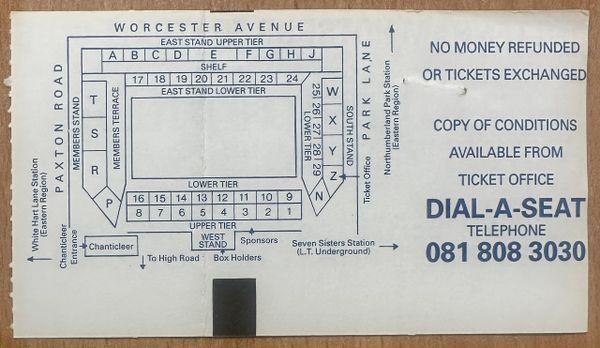 WORCESTER AVENUE
EAST STAND UPPER TIER
A B C D E F G H J
SHELF
17 18 19 20 21 22 23 24
EAST STAND LOWER TIER
PAXTON ROAD
MEMBERS STAND
T
S
R
P
MEMBERS TERRACE
LOWER TIER
25 26 27 28 29
W
X
Y
Z
N
SOUTH STAND
PARK LANE
Ticket Office
Northumberland Park Station
(Eastern Region)
LOWER TIER
16 15 14 13 12 11 10 9
8 7 6 5 4 3 2 1
UPPER TIER
WEST
STAND
Sponsors
Box Holders
To High Road
Chanticleer
Chanticleer
Entrance
White Hart Lane Station
(Eastern Region)
Seven Sisters Station
(L.T. Underground)
NO MONEY REFUNDED
OR TICKETS EXCHANGED
COPY OF CONDITIONS
AVAILABLE FROM
TICKET OFFICE
DIAL-A-SEAT
TELEPHONE
081 808 3030